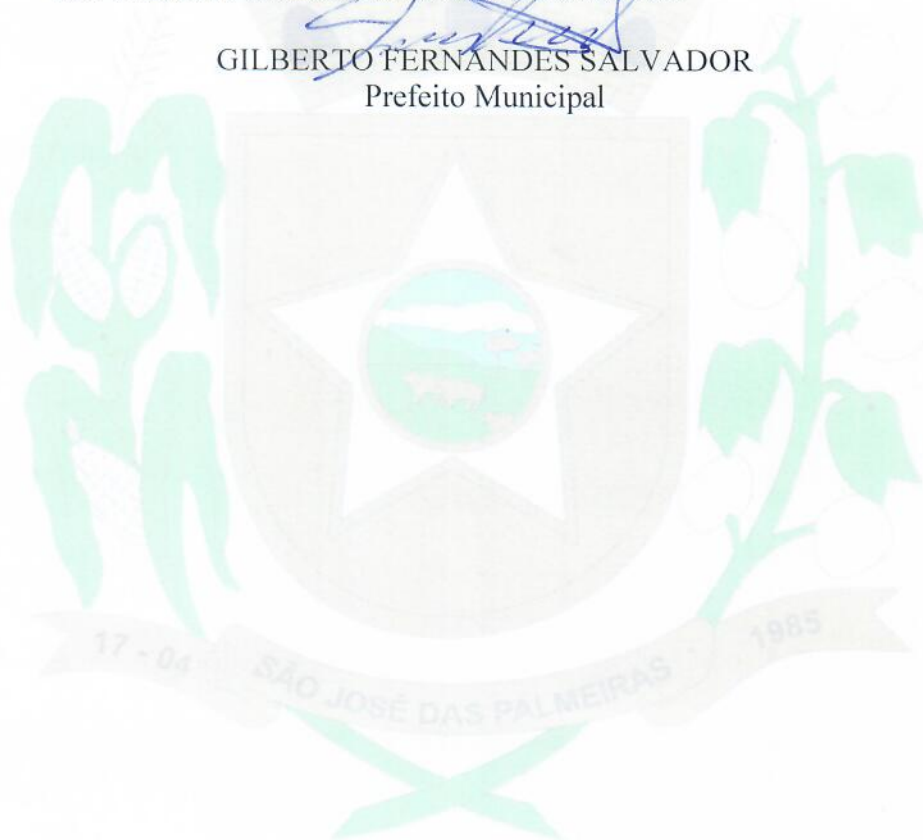 GILBERTO FERNANDES SALVADOR
Prefeito Municipal
17 - 04
SÃO JOSÉ DAS PALMEIRAS
1985